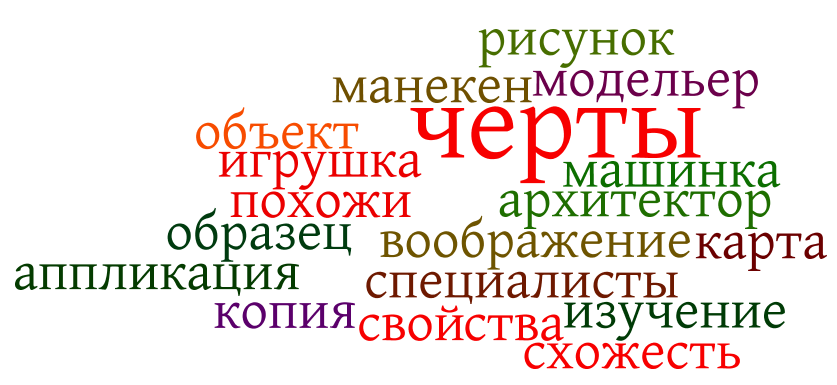 рисунок
манекен модельер
черты
объект
игрушка
машинка
похожи
архитектор
образец
воображение карта
аппликация
специалисты
копия
свойства изучение
схожесть